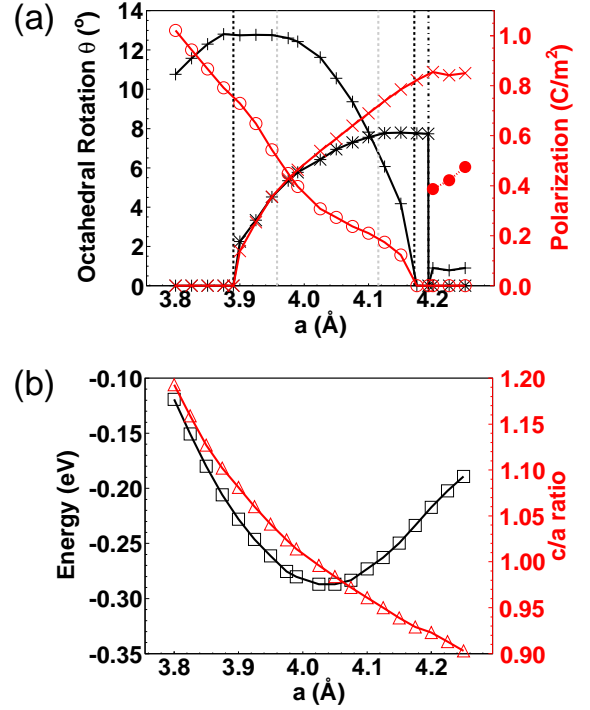 (a)
14
12
10
8
6
4
2
0
Octahedral Rotation θ (°)
1.0
0.8
0.6
0.4
0.2
0.0
Polarization (C/m²)
3.8 3.9 4.0 4.1 4.2
a (Å)
(b)
-0.10
-0.15
-0.20
-0.25
-0.30
-0.35
Energy (eV)
1.20
1.15
1.10
1.05
1.00
0.95
0.90
c/a ratio
3.8 3.9 4.0 4.1 4.2
a (Å)